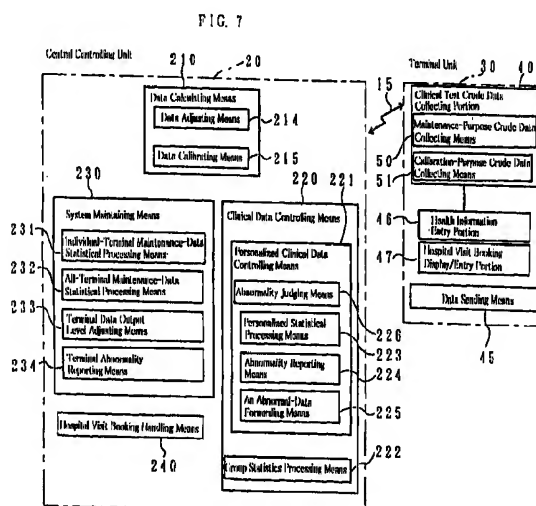 FIG. 7
Central Controlling Unit
20
210
Data Calculating Means
Data Adjusting Means
214
Data Calibrating Means
215
15
Terminal Unit
30
40
Clinical Test Crude Data
Collecting Portion
Maintenance-Purpose Crude Data
Collecting Means
50
Calibration-Purpose Crude Data
Collecting Means
51
Health Information
-Entry Portion
46
Hospital Visit Booking
Display/Entry Portion
47
Data Sending Means
45
230
System Maintaining Means
231
Individual-Terminal Maintenance-Data
Statistical Processing Means
232
All-Terminal Maintenance-Data
Statistical Processing Means
233
Terminal Data Output
Level Adjusting Means
234
Terminal Abnormality
Reporting Means
Hospital Visit Booking Handling Means
240
220
221
Clinical Data Controlling Means
Personalized Clinical Data
Controlling Means
Abnormality Judging Means
226
Personalized Statistical
Processing Means
223
Abnormality Reporting
Means
224
An Abnormal-Data
Forwarding Means
225
Group Statistics Processing Means
222